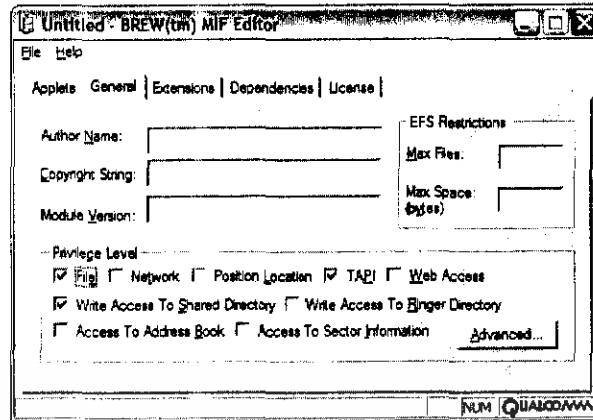 Untitled - BREW(tm) MIF Editor
File Help
Applets General Extensions Dependencies License
Author Name:
Copyright String:
Module Version:
EFS Restrictions
Max Files:
Max Space:
(bytes)
Privilege Level
File Network Position Location TAPI Web Access
Write Access To Shared Directory Write Access To Ringer Directory
Access To Address Book Access To Sector Information Advanced...
NUM QUALCOMM